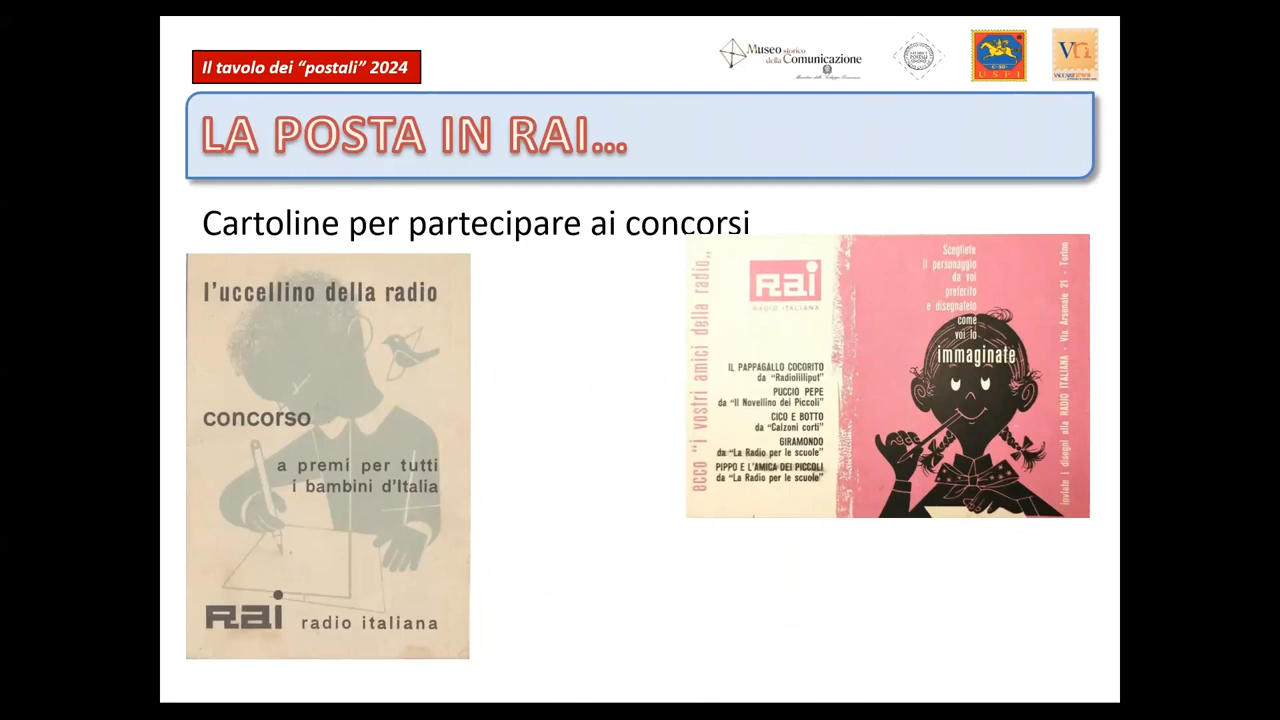 Il tavolo dei “postali” 2024
Museo storico
della Comunicazione
USFI
LA POSTA IN RAI...
Cartoline per partecipare ai concorsi
l'uccellino della radio
concorso
a premi per tutti
i bambini d'Italia
Rai radio italiana
ecco "i vostri amici della radio„
Rai
RADIO ITALIANA
IL PAPPAGALLO COCORITO
da "Radiolilliput"
PUCCIO PEPE
da "Il Novellino dei Piccoli"
CICO E BOTTO
da "Calzoni corti"
GIRAMONDO
da "La Radio per le scuole"
PIPPO E L'AMICA DEI PICCOLI
da "La Radio per le scuole"
Scegliete
il personaggio
da voi
preferito
e disegnatelo
come
voi lo
immaginate
Inviate i disegni alla RADIO ITALIANA - Via Arsenale 21 - Torino